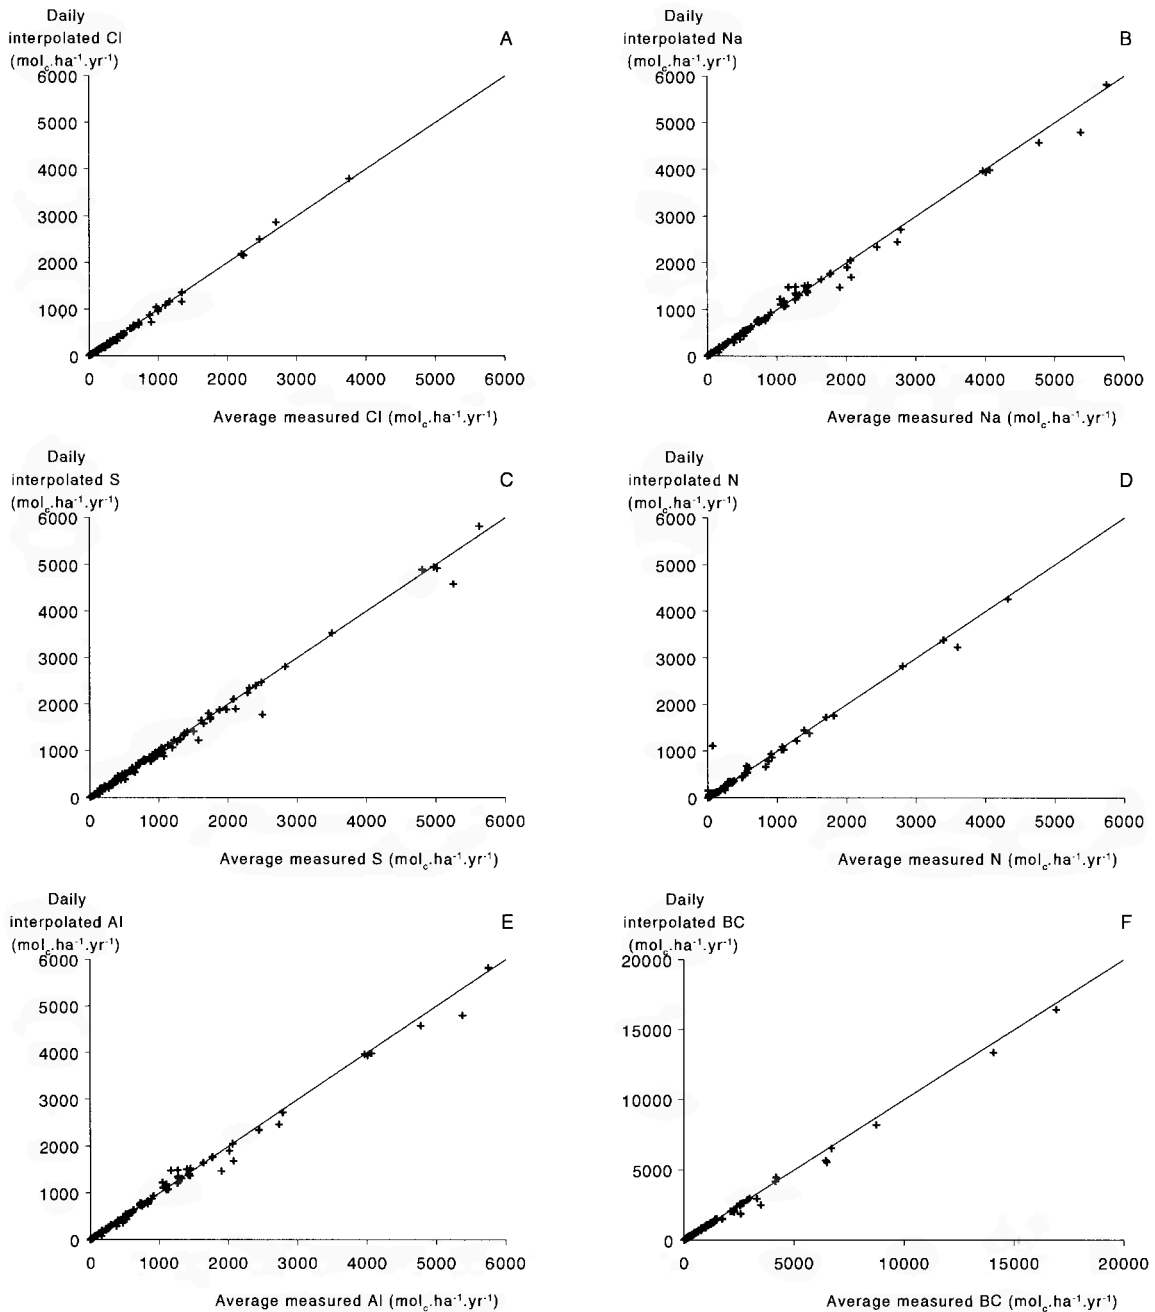 Daily
interpolated Cl
(mol_c.ha⁻¹.yr⁻¹)
A
6000
5000
4000
3000
2000
1000
0
0 1000 2000 3000 4000 5000 6000
Average measured Cl (mol_c.ha⁻¹.yr⁻¹)
Daily
interpolated Na
(mol_c.ha⁻¹.yr⁻¹)
B
6000
5000
4000
3000
2000
1000
0
0 1000 2000 3000 4000 5000 6000
Average measured Na (mol_c.ha⁻¹.yr⁻¹)
Daily
interpolated S
(mol_c.ha⁻¹.yr⁻¹)
C
6000
5000
4000
3000
2000
1000
0
0 1000 2000 3000 4000 5000 6000
Average measured S (mol_c.ha⁻¹.yr⁻¹)
Daily
interpolated N
(mol_c.ha⁻¹.yr⁻¹)
D
6000
5000
4000
3000
2000
1000
0
0 1000 2000 3000 4000 5000 6000
Average measured N (mol_c.ha⁻¹.yr⁻¹)
Daily
interpolated Al
(mol_c.ha⁻¹.yr⁻¹)
E
6000
5000
4000
3000
2000
1000
0
0 1000 2000 3000 4000 5000 6000
Average measured Al (mol_c.ha⁻¹.yr⁻¹)
Daily
interpolated BC
(mol_c.ha⁻¹.yr⁻¹)
F
20000
15000
10000
5000
0
0 5000 10000 15000 20000
Average measured BC (mol_c.ha⁻¹.yr⁻¹)